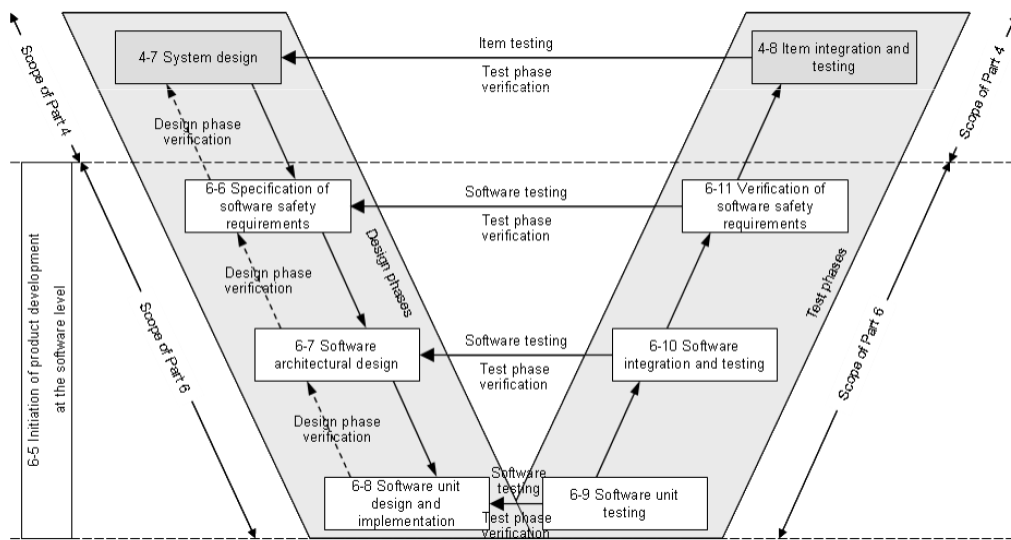 Scope of Part 4
4-7 System design
Item testing
Test phase
verification
4-8 Item integration and
testing
Scope of Part 4
Design phase
verification
6-5 Initiation of product development
at the software level
6-6 Specification of
software safety
requirements
Software testing
Test phase
verification
6-11 Verification of
software safety
requirements
Design phases
Test phases
Design phase
verification
Scope of Part 6
Scope of Part 6
6-7 Software
architectural design
Software testing
Test phase
verification
6-10 Software
integration and testing
Design phase
verification
6-8 Software unit
design and
implementation
Software
testing
Test phase
verification
6-9 Software unit
testing